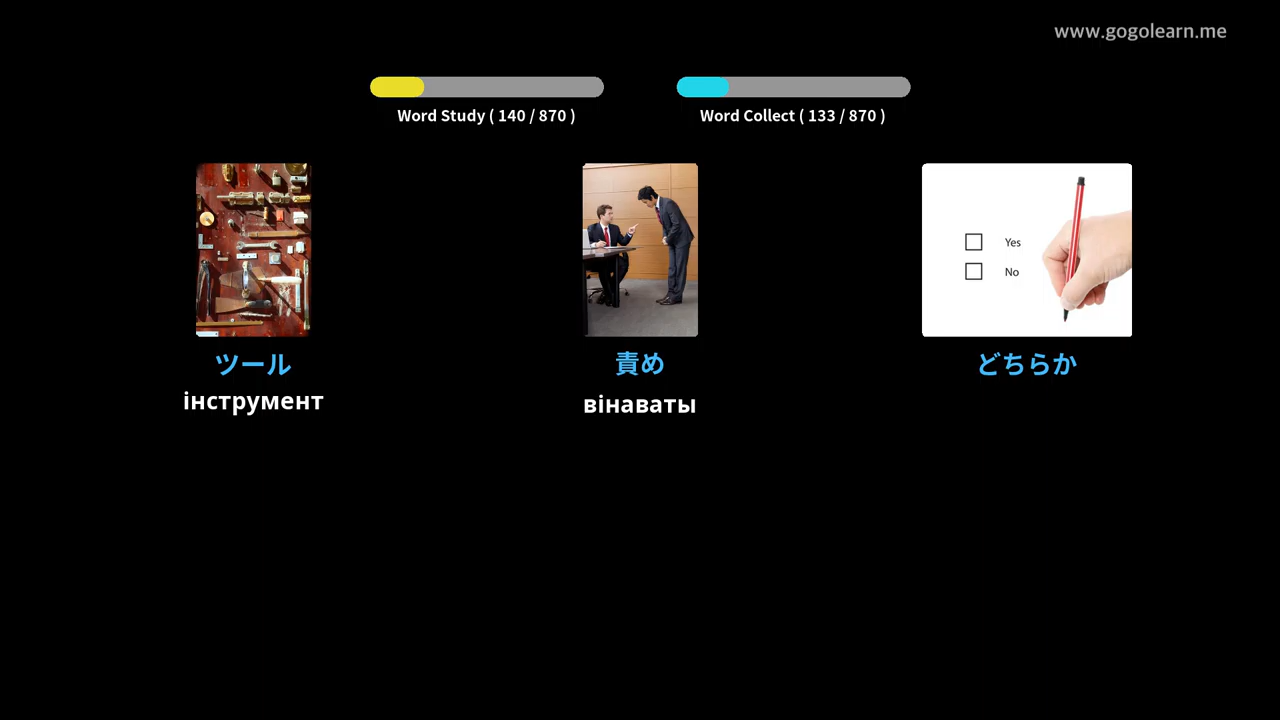 www.gogolearn.me
Word Study ( 140 / 870 )
Word Collect ( 133 / 870 )
Yes
No
ツール
責め
どちらか
інструмент
вінаваты